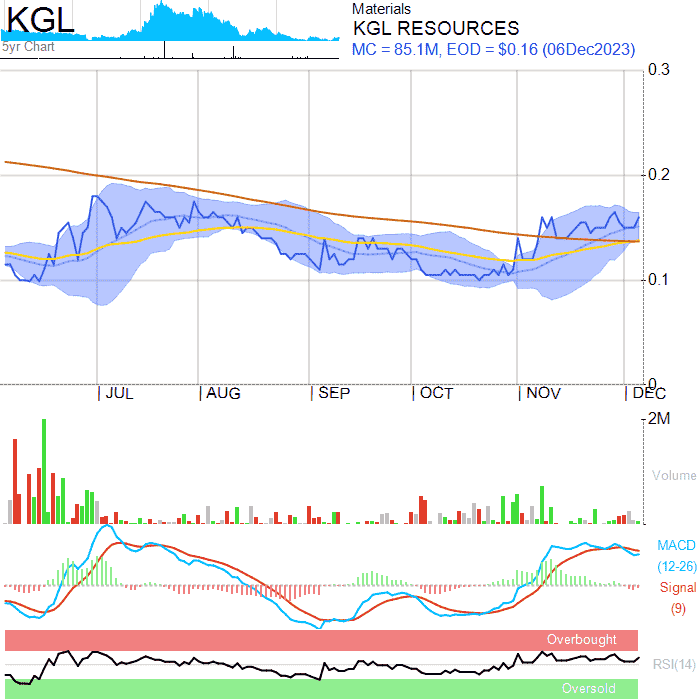 KGL
5yr Chart
Materials
KGL RESOURCES
MC = 85.1M, EOD = $0.16 (06Dec2023)
0.3
0.2
0.1
0
JUL AUG SEP OCT NOV DEC
2M
Volume
MACD
(12-26)
Signal
(9)
Overbought
RSI(14)
Oversold